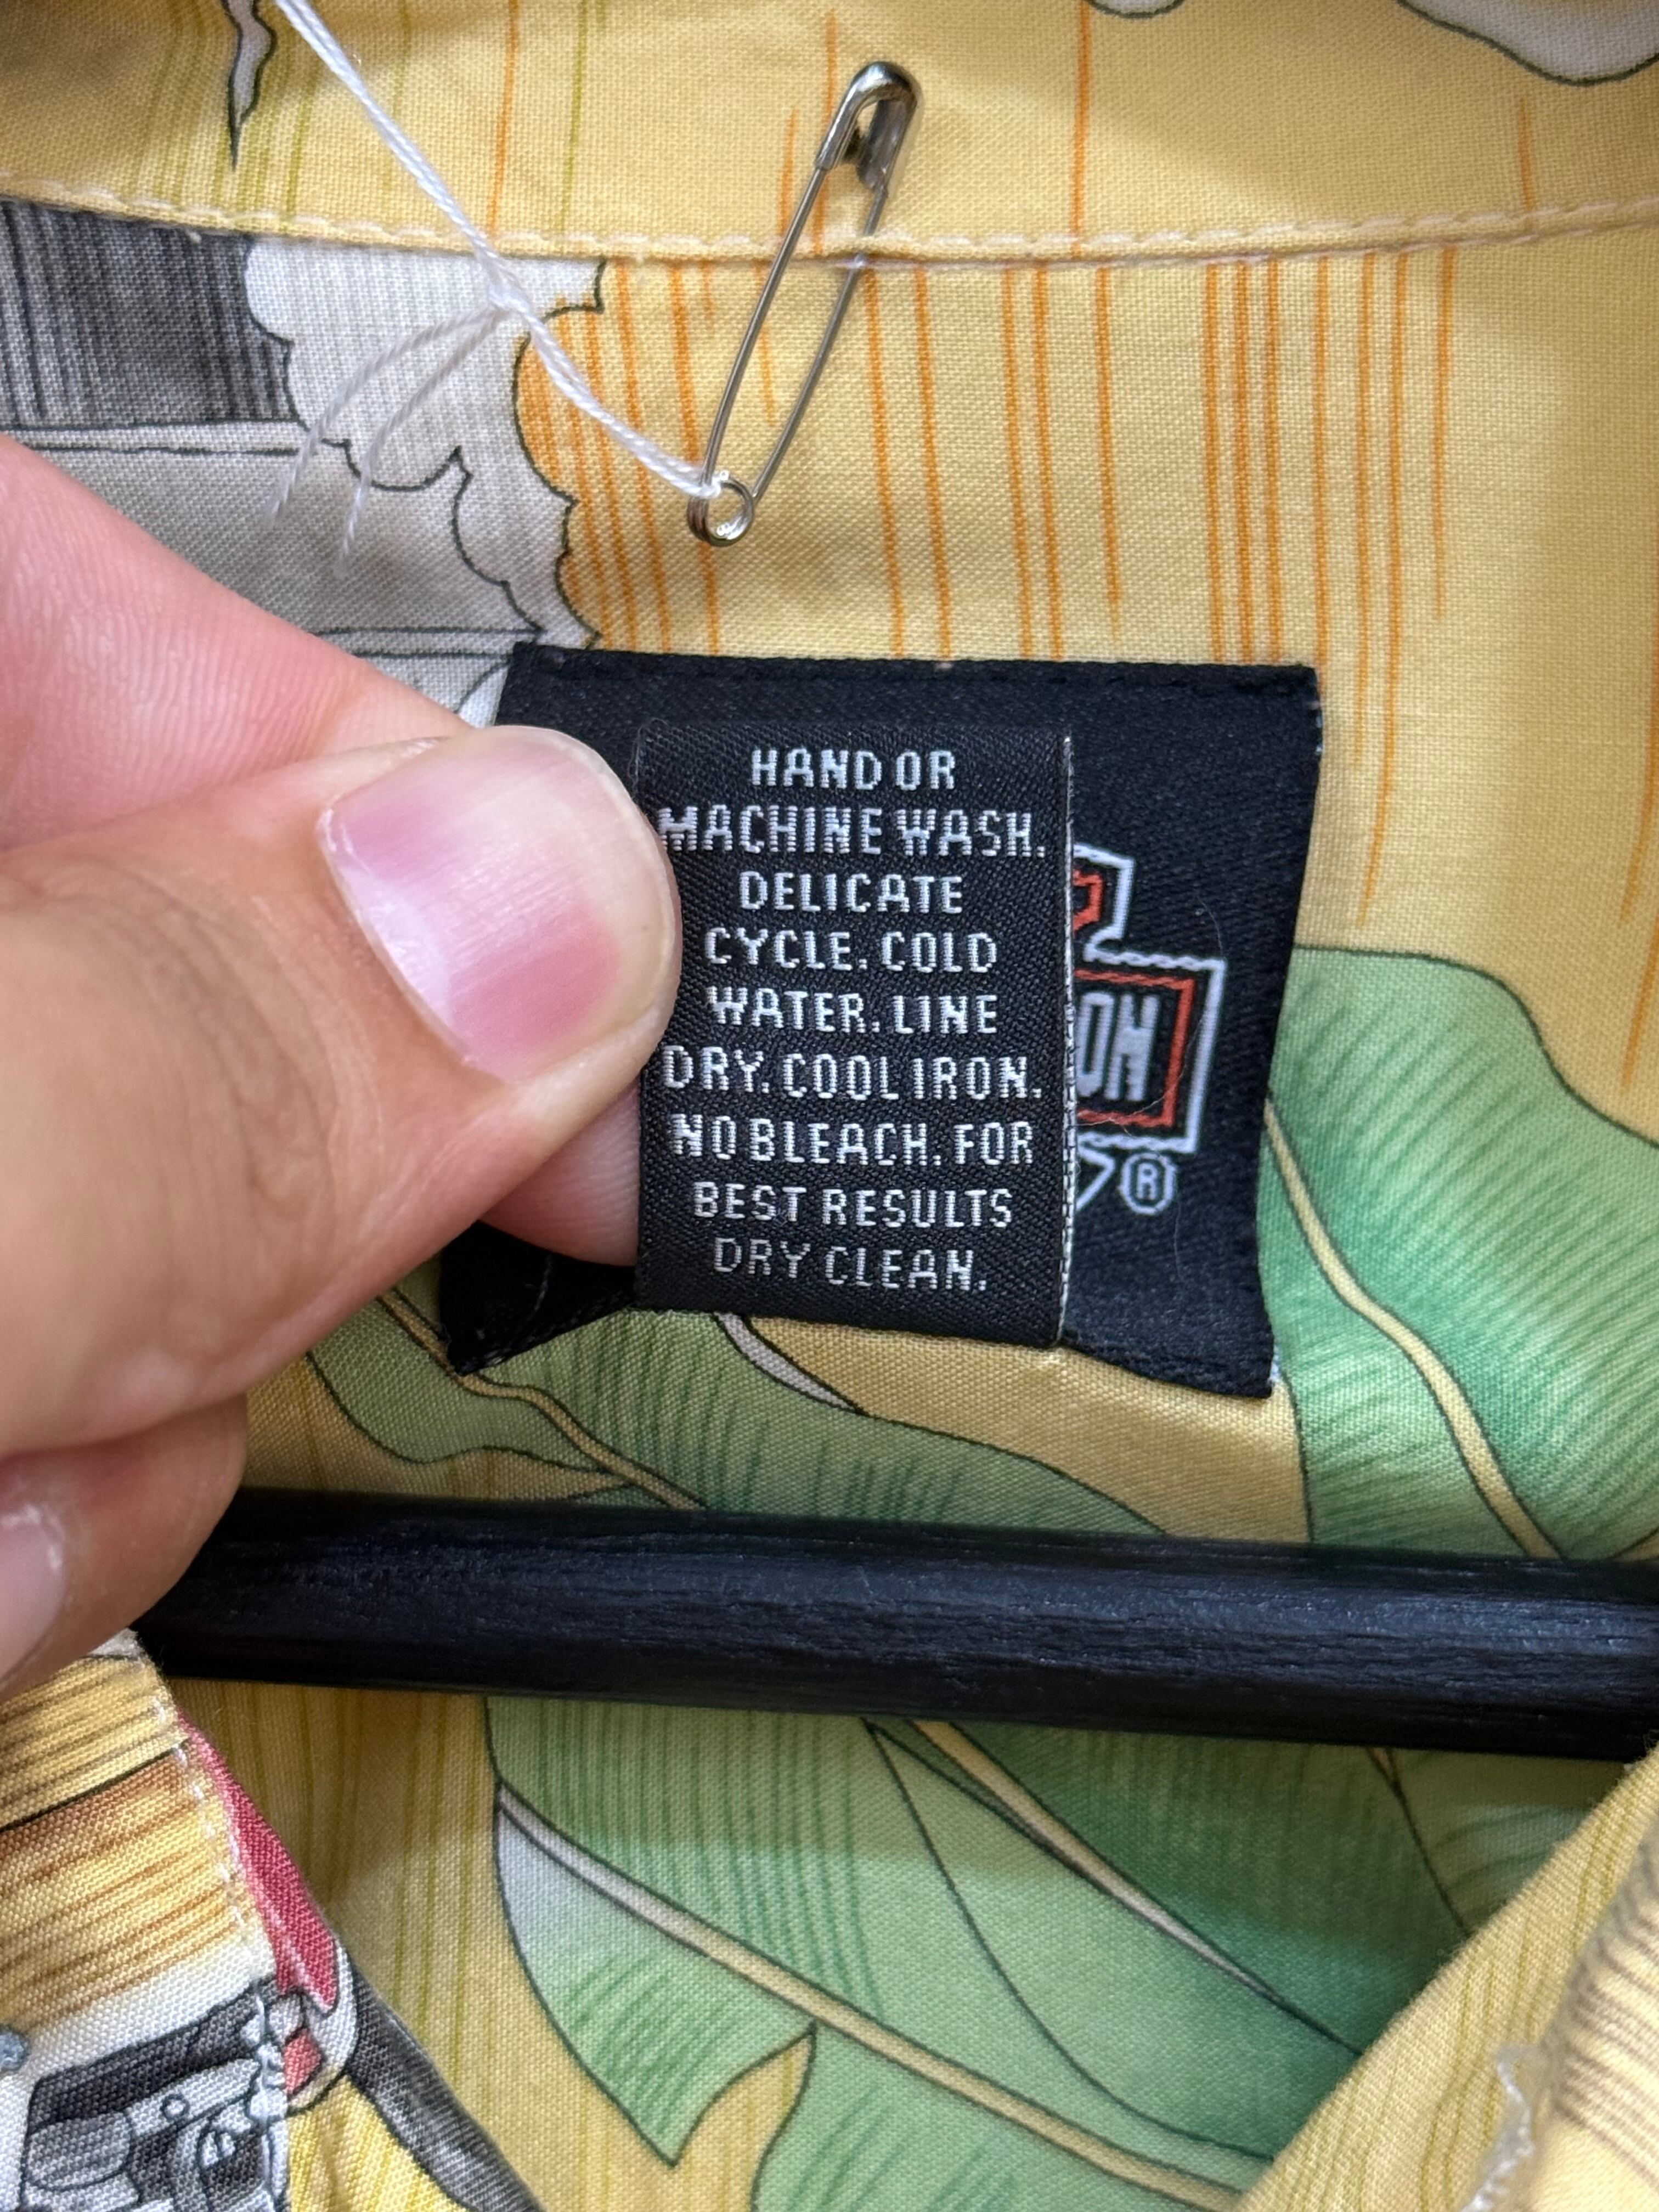 HAND OR
MACHINE WASH.
DELICATE
CYCLE. COLD
WATER. LINE
DRY. COOL IRON.
NO BLEACH. FOR
BEST RESULTS
DRY CLEAN.
®